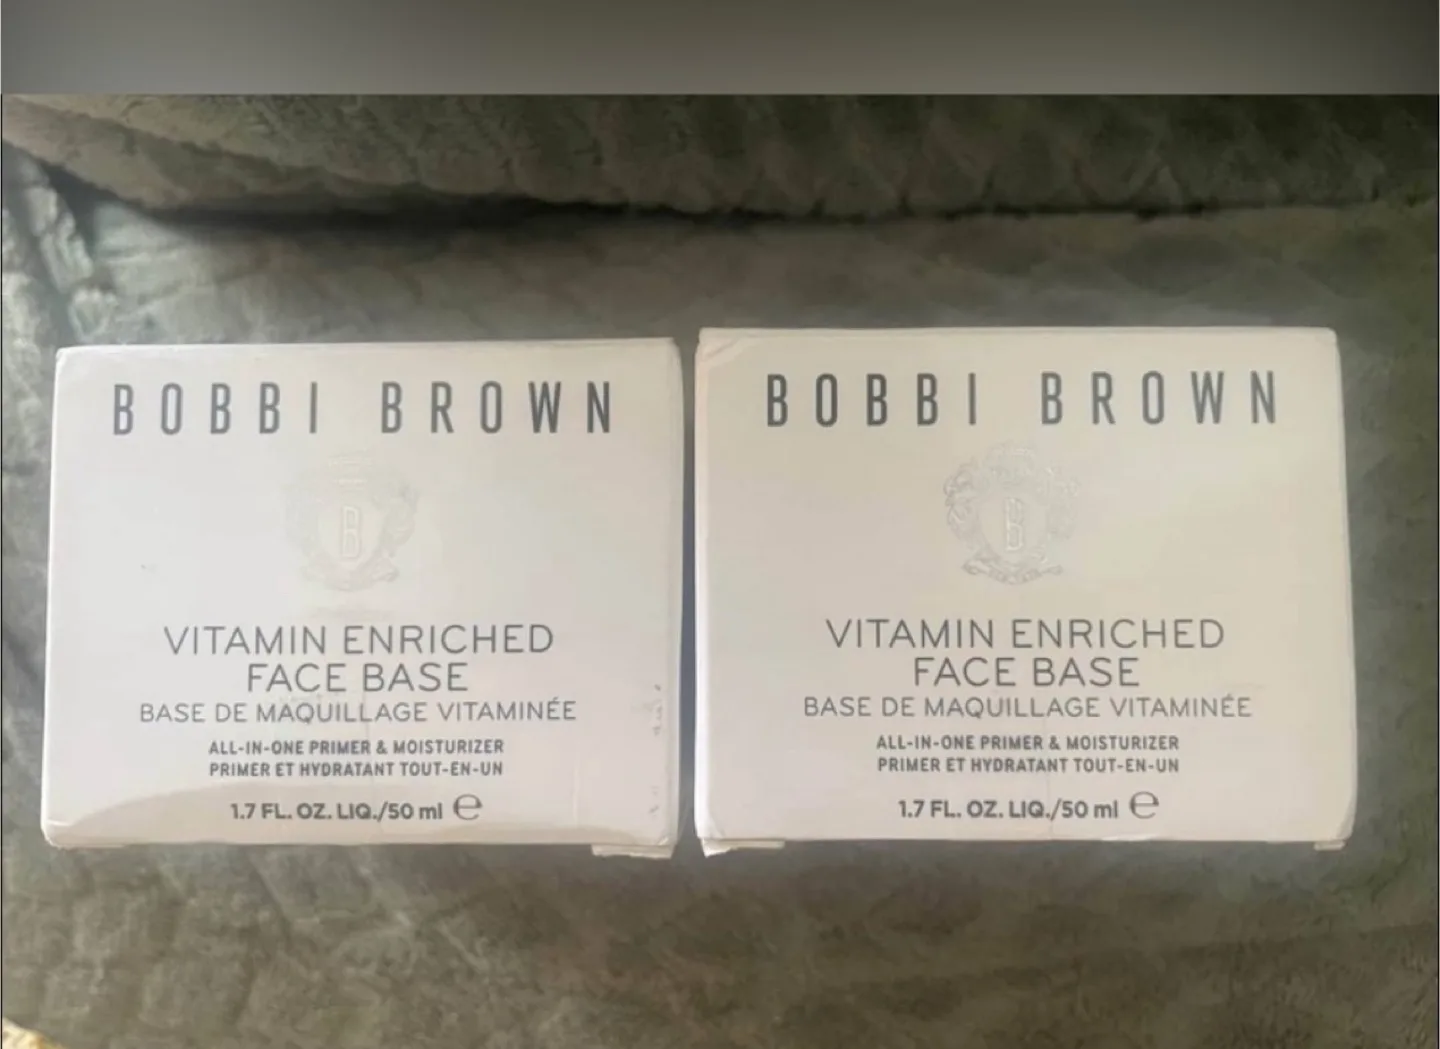 BOBBI BROWN
B
VITAMIN ENRICHED
FACE BASE
BASE DE MAQUILLAGE VITAMINÉE
ALL-IN-ONE PRIMER & MOISTURIZER
PRIMER ET HYDRATANT TOUT-EN-UN
1.7 FL. OZ. LIQ./50 ml ℮
BOBBI BROWN
B
VITAMIN ENRICHED
FACE BASE
BASE DE MAQUILLAGE VITAMINÉE
ALL-IN-ONE PRIMER & MOISTURIZER
PRIMER ET HYDRATANT TOUT-EN-UN
1.7 FL. OZ. LIQ./50 ml ℮